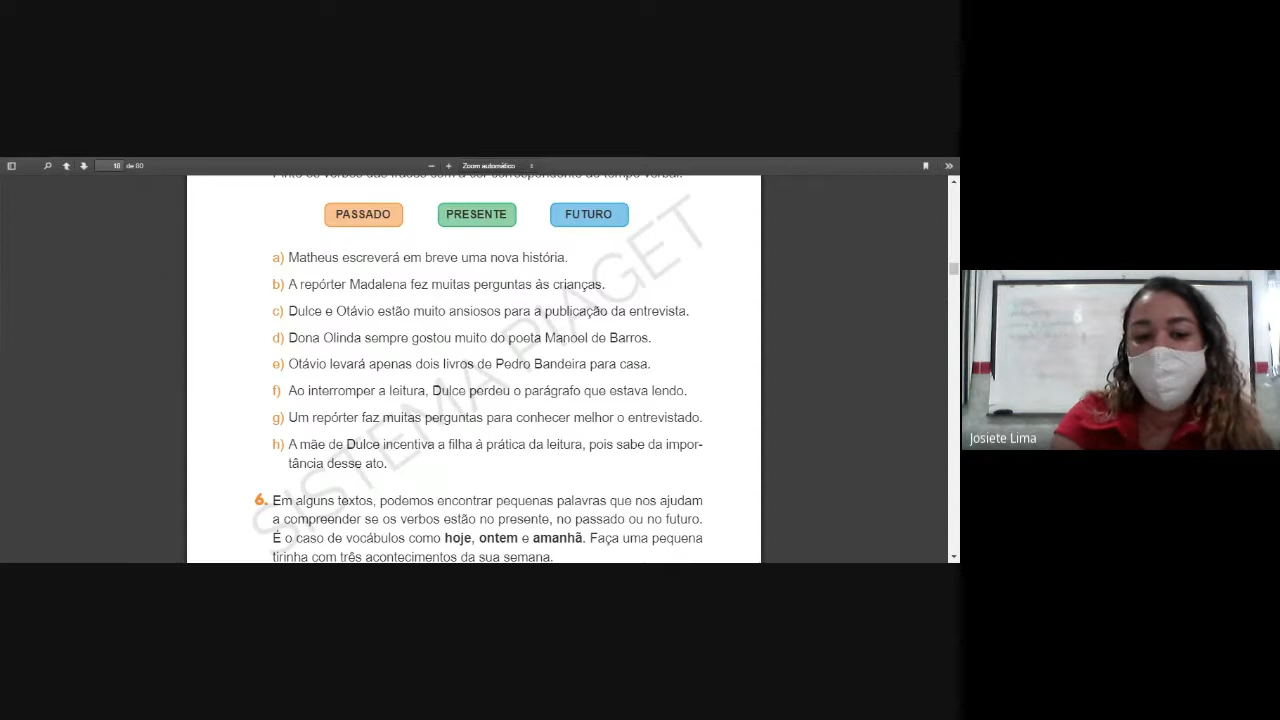 18 de 80
Zoom automático
PASSADO
PRESENTE
FUTURO
a) Matheus escreverá em breve uma nova história.
b) A repórter Madalena fez muitas perguntas às crianças.
c) Dulce e Otávio estão muito ansiosos para a publicação da entrevista.
d) Dona Olinda sempre gostou muito do poeta Manoel de Barros.
e) Otávio levará apenas dois livros de Pedro Bandeira para casa.
f) Ao interromper a leitura, Dulce perdeu o parágrafo que estava lendo.
g) Um repórter faz muitas perguntas para conhecer melhor o entrevistado.
h) A mãe de Dulce incentiva a filha à prática da leitura, pois sabe da impor-
tância desse ato.
6. Em alguns textos, podemos encontrar pequenas palavras que nos ajudam
a compreender se os verbos estão no presente, no passado ou no futuro.
É o caso de vocábulos como hoje, ontem e amanhã. Faça uma pequena
tirinha com três acontecimentos da sua semana.
SISTEMA PIAGET
Josiete Lima